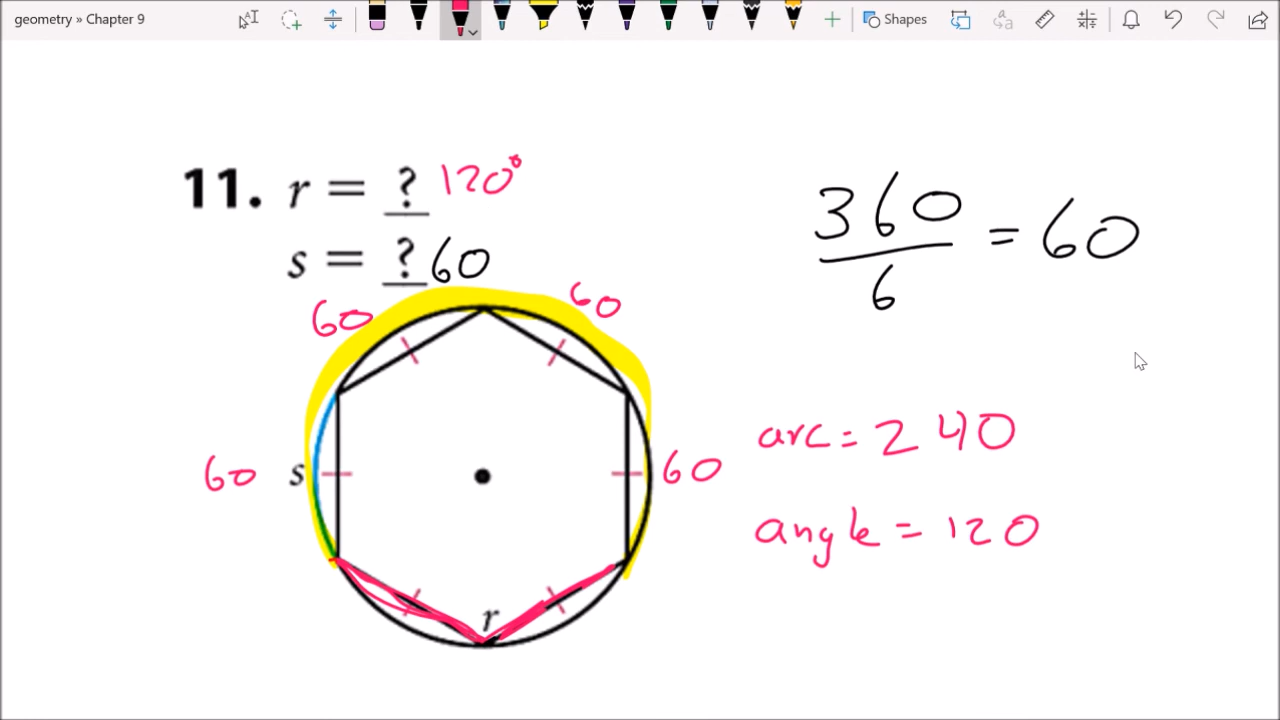 geometry » Chapter 9
Shapes
11. r = ? 120°
s = ? 60
360/6 = 60
60 60
60 s 60
arc = 240
angle = 120
r